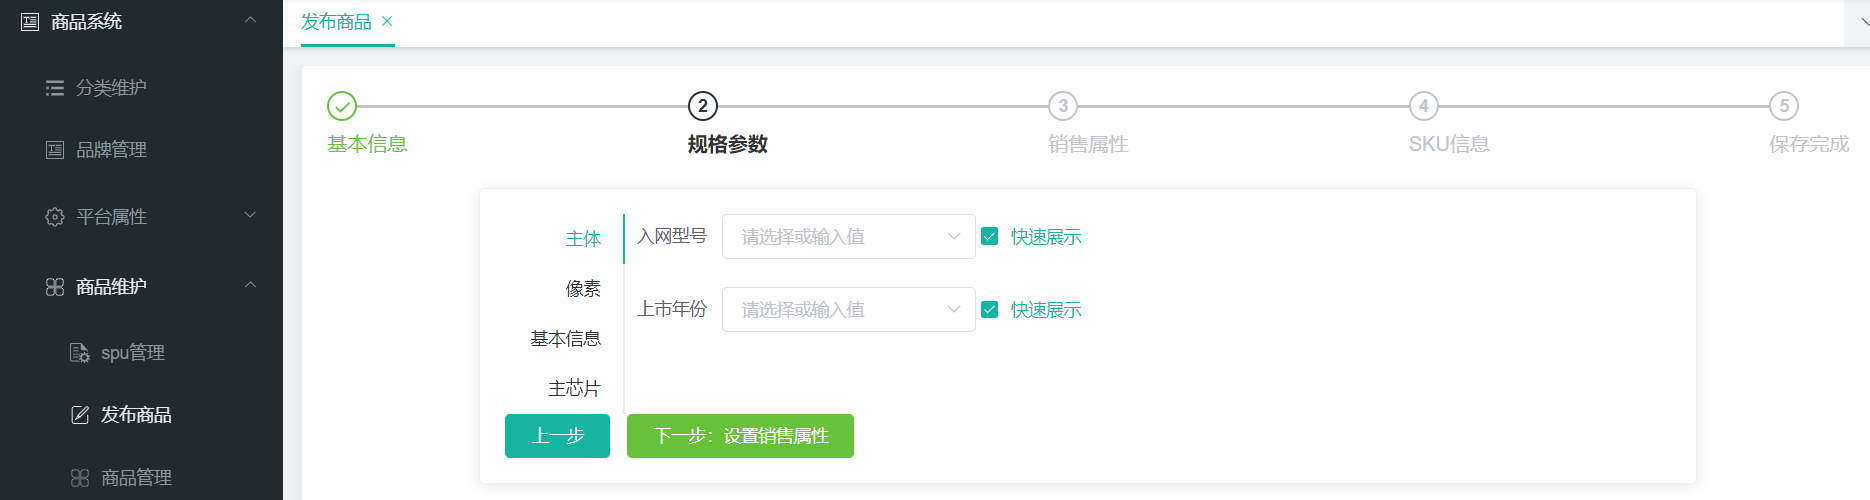 商品系统
分类维护
品牌管理
平台属性
商品维护
spu管理
发布商品
商品管理
发布商品
2
3
4
5
基本信息
规格参数
销售属性
SKU信息
保存完成
主体
像素
基本信息
主芯片
入网型号 请选择或输入值 快速展示
上市年份 请选择或输入值 快速展示
上一步
下一步：设置销售属性